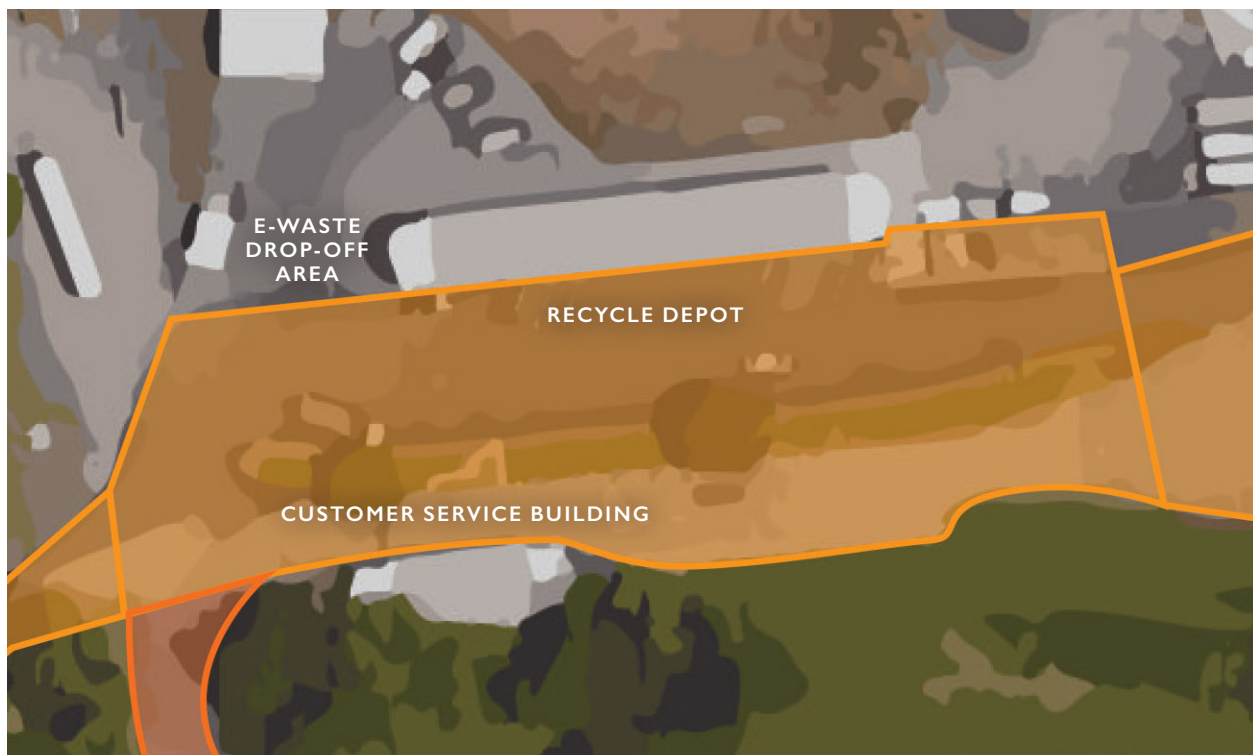 E-WASTE
DROP-OFF
AREA
RECYCLE DEPOT
CUSTOMER SERVICE BUILDING